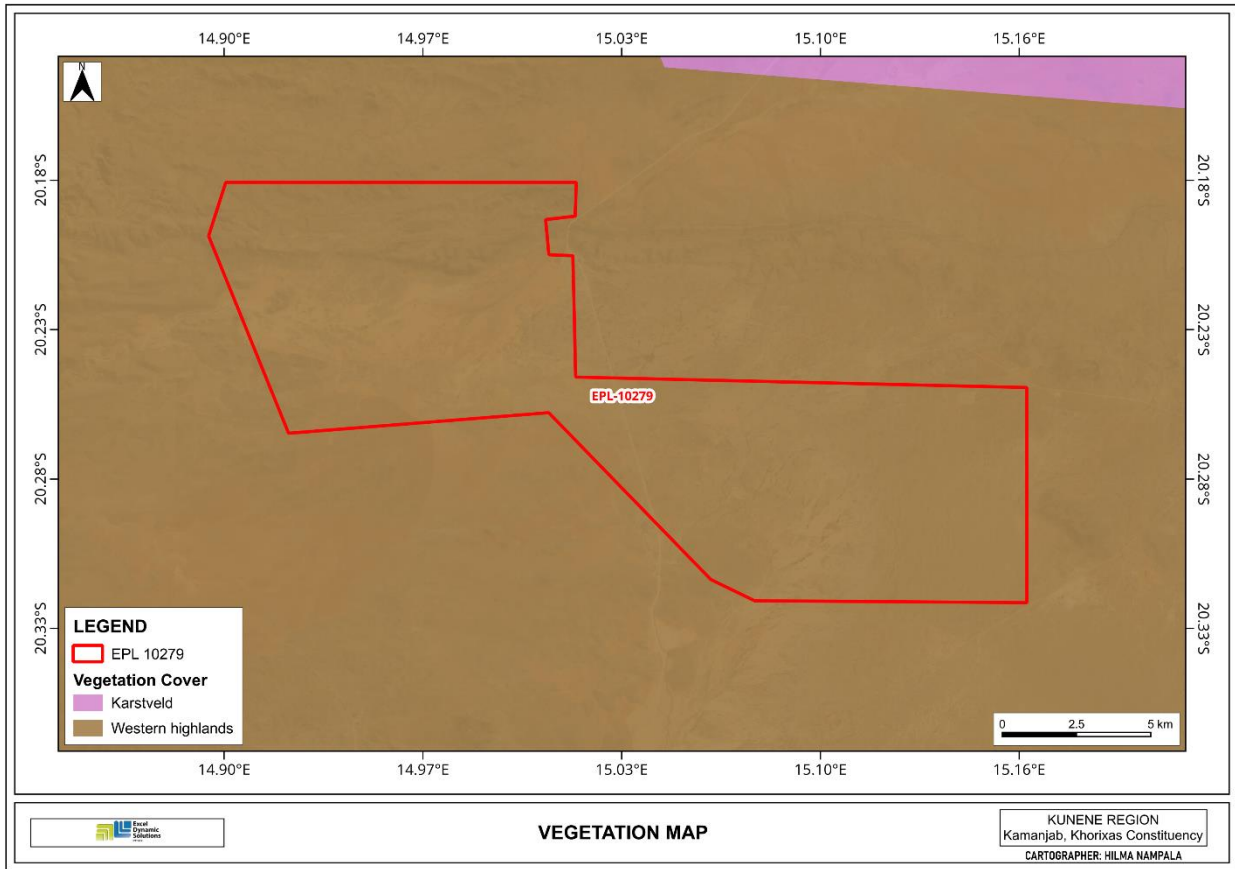 14.90°E 14.97°E 15.03°E 15.10°E 15.16°E
N
20.18°S 20.18°S
20.23°S 20.23°S
EPL-10279
20.28°S 20.28°S
20.33°S 20.33°S
LEGEND
EPL 10279
Vegetation Cover
Karstveld
Western highlands
0 2.5 5 km
14.90°E 14.97°E 15.03°E 15.10°E 15.16°E
Excel
Dynamic
Solutions
VEGETATION MAP
KUNENE REGION
Kamanjab, Khorixas Constituency
CARTOGRAPHER: HILMA NAMPALA